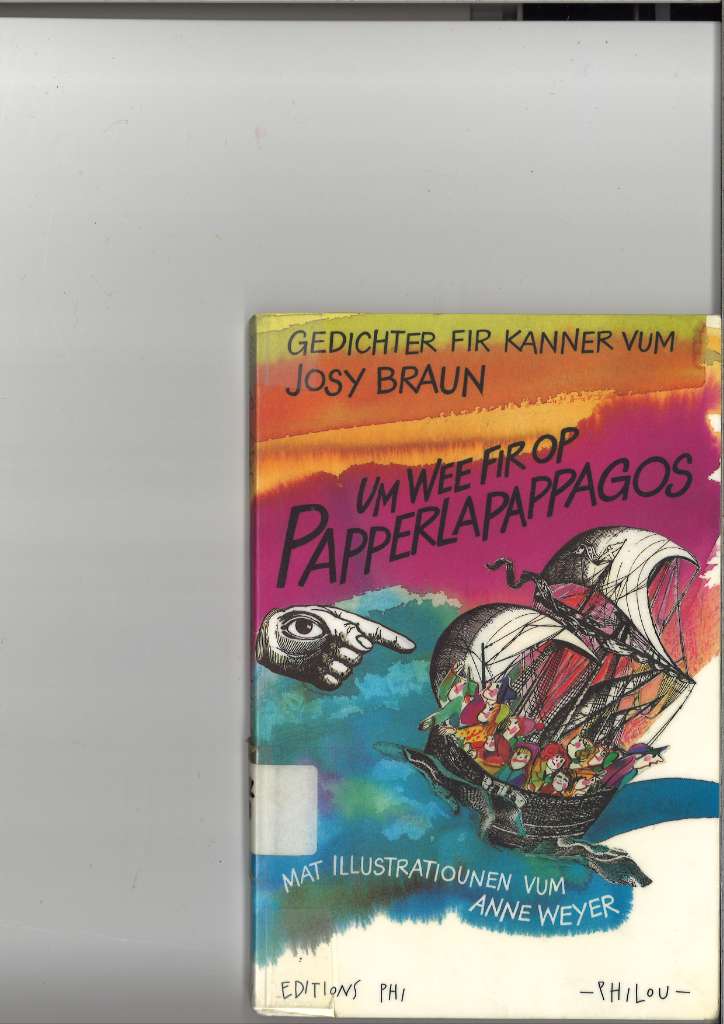 GEDICHTER FIR KANNER VUM
JOSY BRAUN
UM WEE FIR OP
PAPPERLAPAPPAGOS
MAT ILLUSTRATIOUNEN VUM
ANNE WEYER
EDITIONS PHI
—PHILOU—